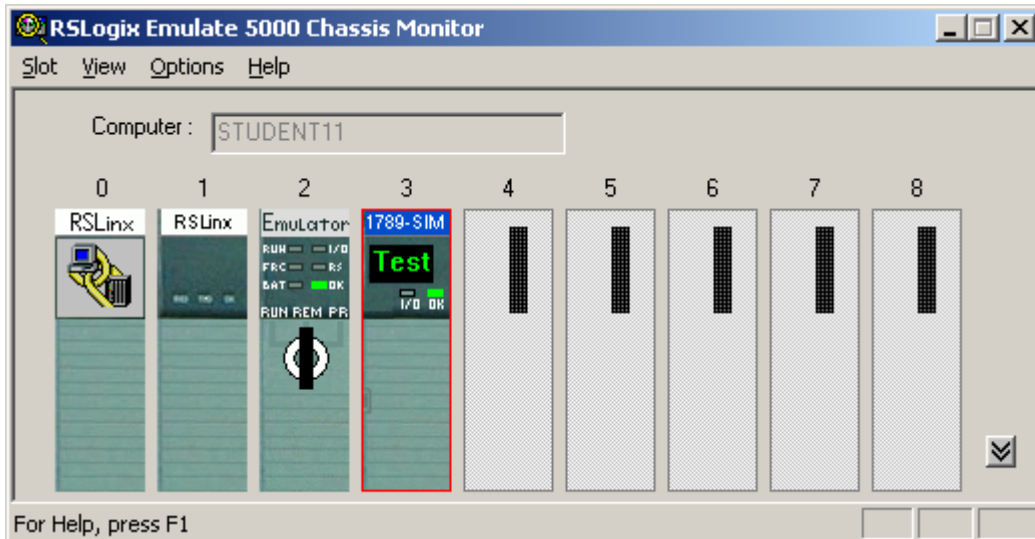 RSLogix Emulate 5000 Chassis Monitor
Slot View Options Help
Computer : STUDENT11
0 1 2 3 4 5 6 7 8
RSLinx RSLinx Emulator 1789-SIM
RUN I/O
FRC RS
BAT OK
Test
I/O OK
RUN REM PR
For Help, press F1